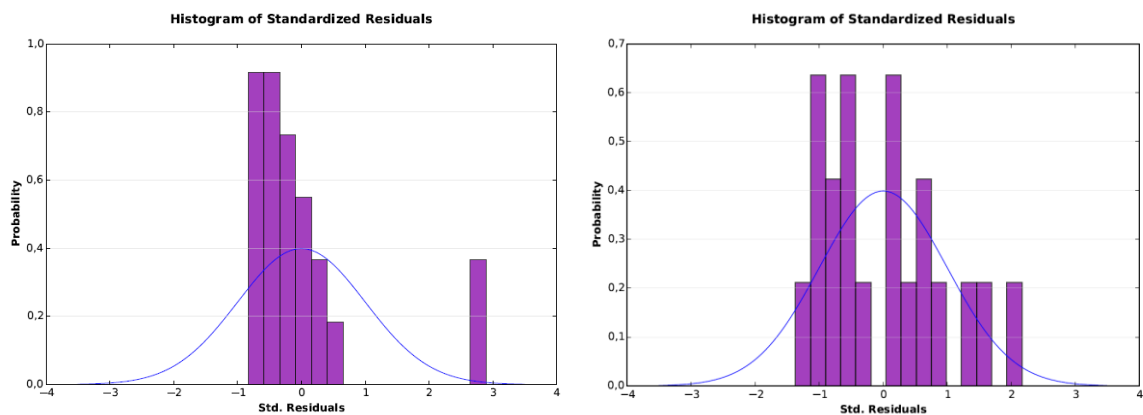 Histogram of Standardized Residuals
1,0
0,8
0,6
0,4
0,2
0,0
Probability
−4 −3 −2 −1 0 1 2 3 4
Std. Residuals
Histogram of Standardized Residuals
0,7
0,6
0,5
0,4
0,3
0,2
0,1
0,0
Probability
−4 −3 −2 −1 0 1 2 3 4
Std. Residuals